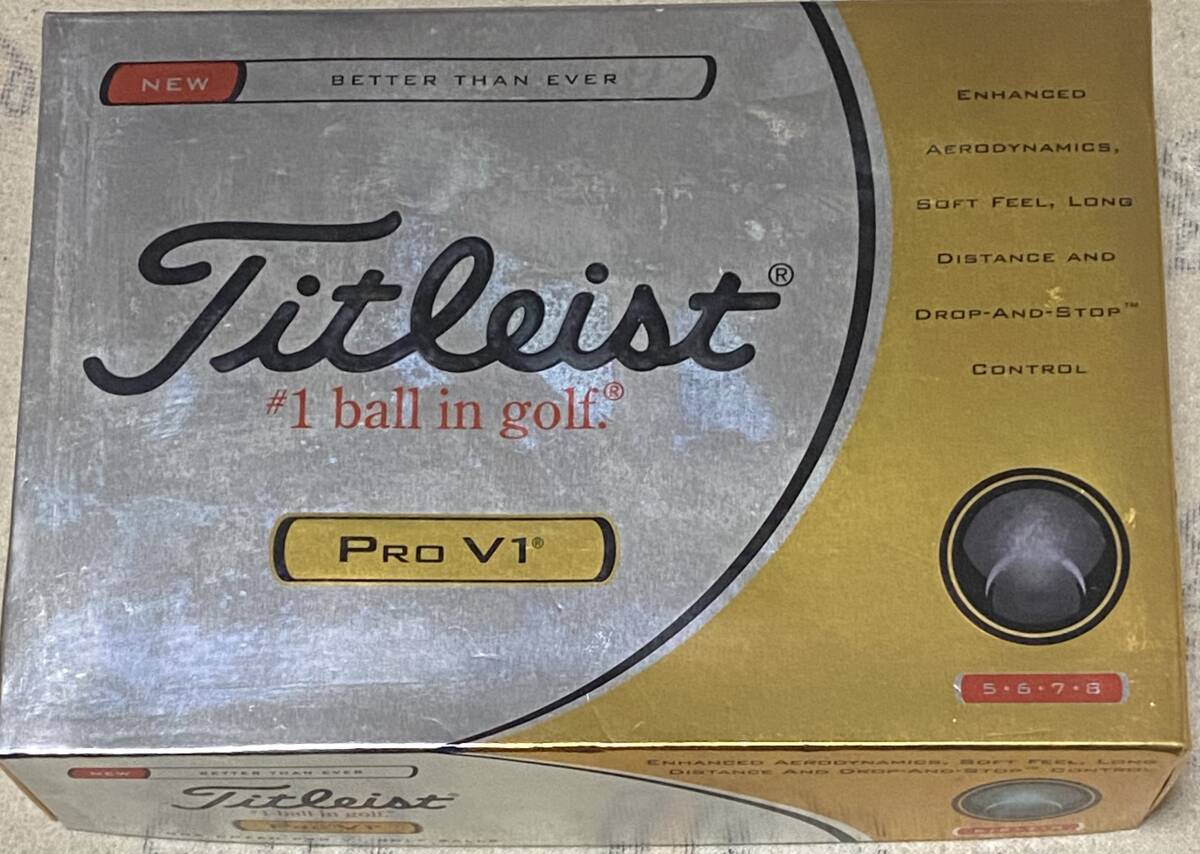 NEW BETTER THAN EVER
Titleist®
#1 ball in golf.®
PRO V1®
ENHANCED
AERODYNAMICS,
SOFT FEEL, LONG
DISTANCE AND
DROP-AND-STOP™
CONTROL
5·6·7·8
NEW BETTER THAN EVER
ENHANCED AERODYNAMICS, SOFT FEEL, LONG
DISTANCE AND DROP-AND-STOP™ CONTROL
Titleist
#1 ball in golf.
PRO V1